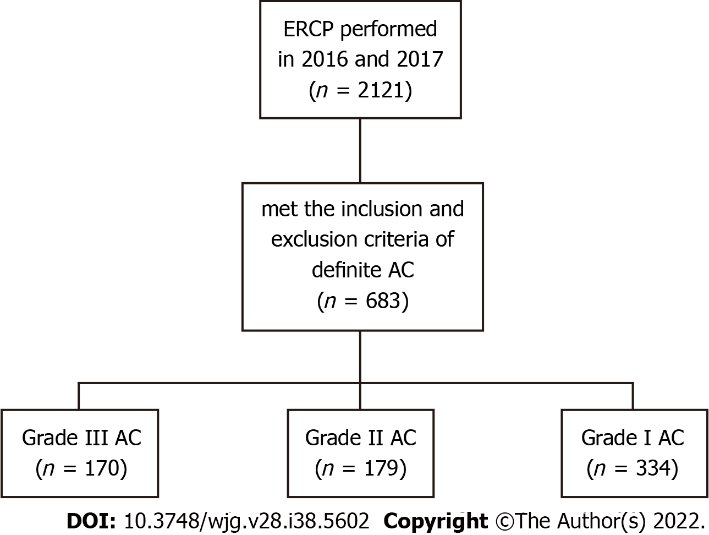 ERCP performed
in 2016 and 2017
(n = 2121)
met the inclusion and
exclusion criteria of
definite AC
(n = 683)
Grade III AC
(n = 170)
Grade II AC
(n = 179)
Grade I AC
(n = 334)
DOI: 10.3748/wjg.v28.i38.5602 Copyright ©The Author(s) 2022.